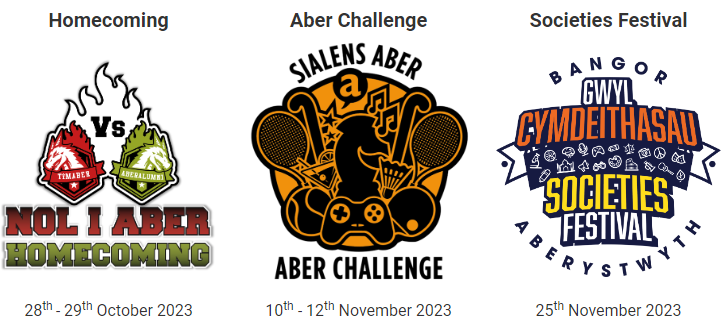 Homecoming
Vs
TIMABER
ABERALUMNI
NOL I ABER
HOMECOMING
28th - 29th October 2023
Aber Challenge
SIALENS ABER
a
ABER CHALLENGE
10th - 12th November 2023
Societies Festival
BANGOR
GWYL
CYMDEITHASAU
SOCIETIES
FESTIVAL
ABERYSTWYTH
25th November 2023